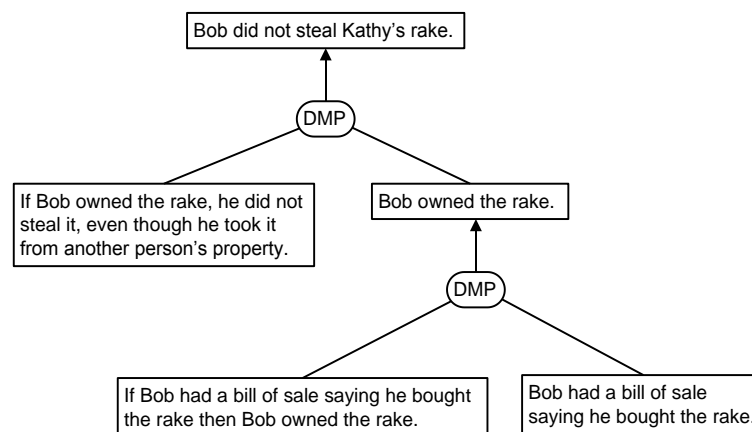 Bob did not steal Kathy’s rake.
DMP
If Bob owned the rake, he did not
steal it, even though he took it
from another person’s property.
Bob owned the rake.
DMP
If Bob had a bill of sale saying he bought
the rake then Bob owned the rake.
Bob had a bill of sale
saying he bought the rake.